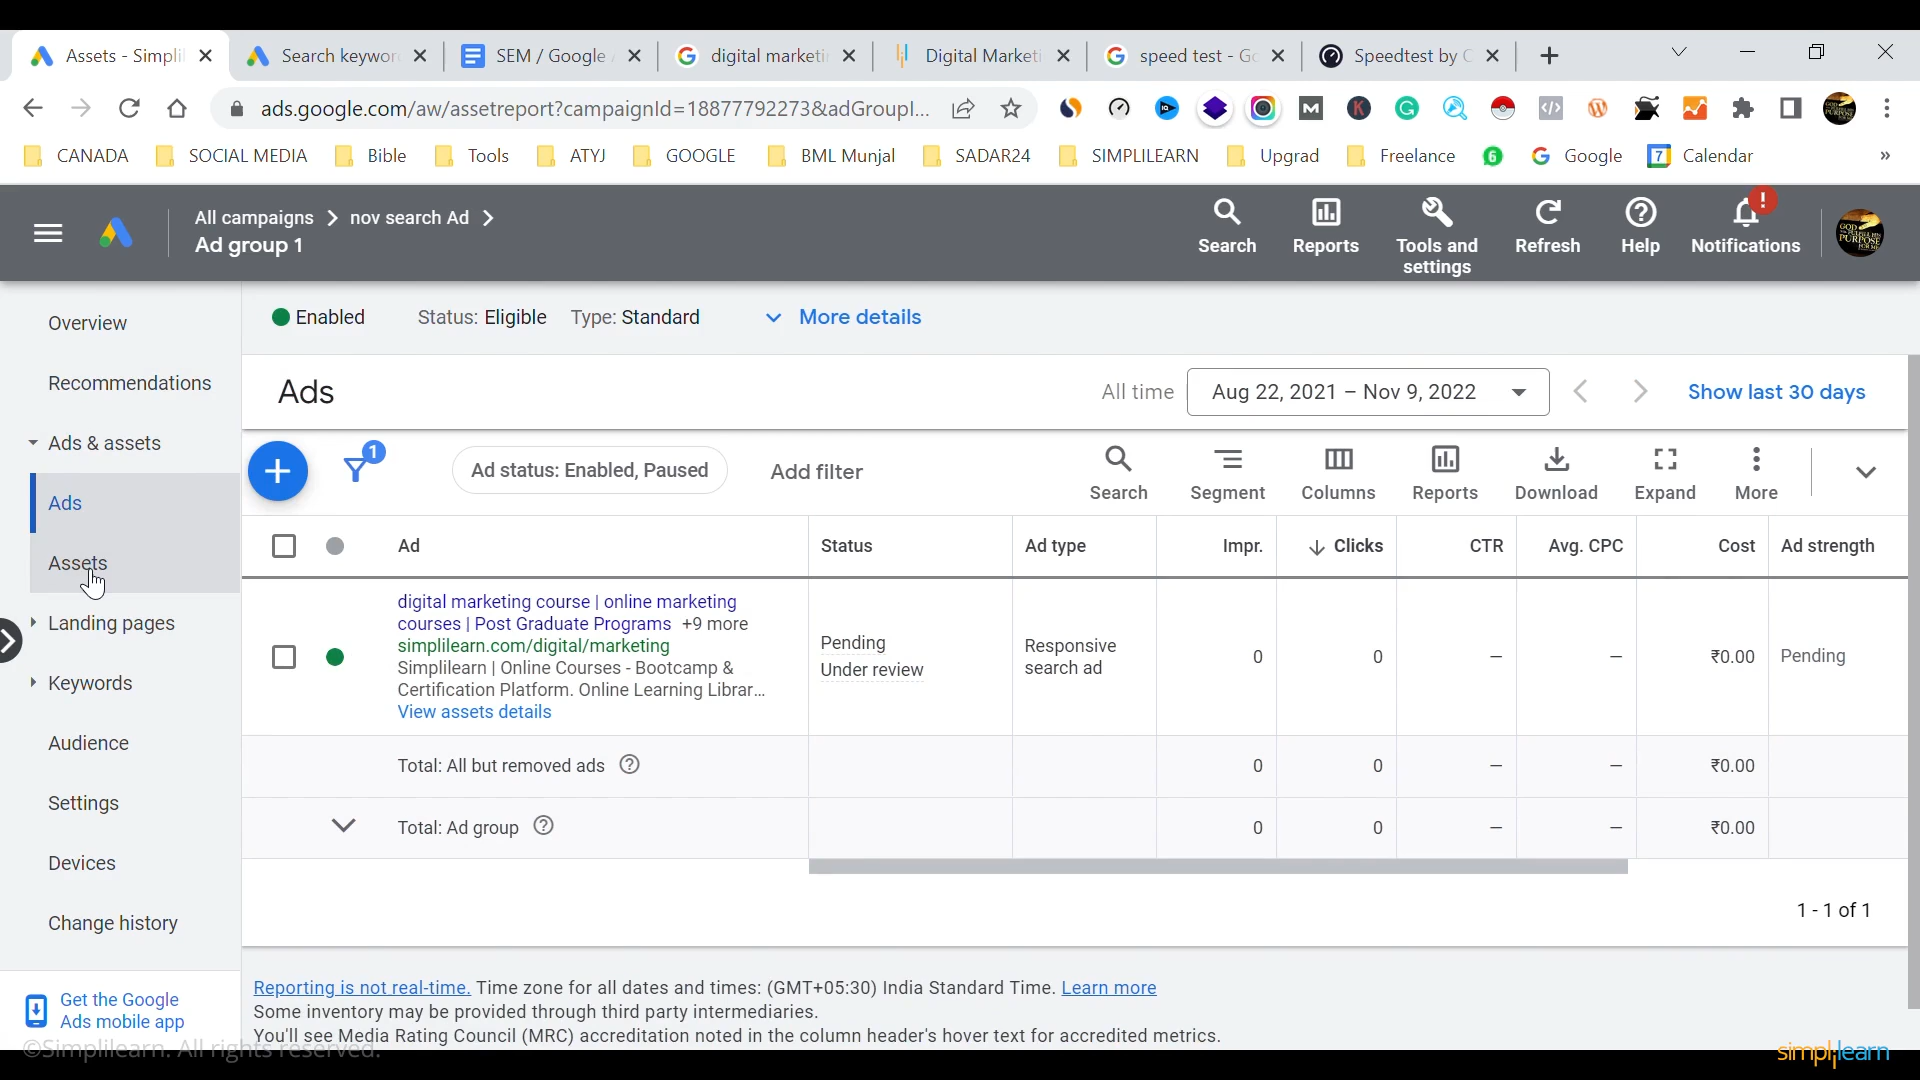 Assets - Simplil
Search keywor
SEM / Google
digital marketi
Digital Marketi
speed test - Go
Speedtest by
ads.google.com/aw/assetreport?campaignId=18877792273&adGroupI...
CANADA
SOCIAL MEDIA
Bible
Tools
ATYJ
GOOGLE
BML Munjal
SADAR24
SIMPLILEARN
Upgrad
Freelance
Google
7
Calendar
»
All campaigns
nov search Ad
Ad group 1
Search
Reports
Tools and
settings
Refresh
Help
!
Notifications
Overview
Recommendations
Ads & assets
Ads
Assets
Landing pages
Keywords
Audience
Settings
Devices
Change history
Get the Google
Ads mobile app
Enabled
Status: Eligible
Type: Standard
More details
Ads
All time
Aug 22, 2021 – Nov 9, 2022
Show last 30 days
1
Ad status: Enabled, Paused
Add filter
Search
Segment
Columns
Reports
Download
Expand
More
Ad
Status
Ad type
Impr.
Clicks
CTR
Avg. CPC
Cost
Ad strength
digital marketing course | online marketing
courses | Post Graduate Programs +9 more
simplilearn.com/digital/marketing
Simplilearn | Online Courses - Bootcamp &
Certification Platform. Online Learning Librar...
View assets details
Pending
Under review
Responsive
search ad
0
0
—
—
₹0.00
Pending
Total: All but removed ads
0
0
—
—
₹0.00
Total: Ad group
0
0
—
—
₹0.00
1 - 1 of 1
Reporting is not real-time. Time zone for all dates and times: (GMT+05:30) India Standard Time. Learn more
Some inventory may be provided through third party intermediaries.
You'll see Media Rating Council (MRC) accreditation noted in the column header's hover text for accredited metrics.
©Simplilearn. All rights reserved.
simplilearn